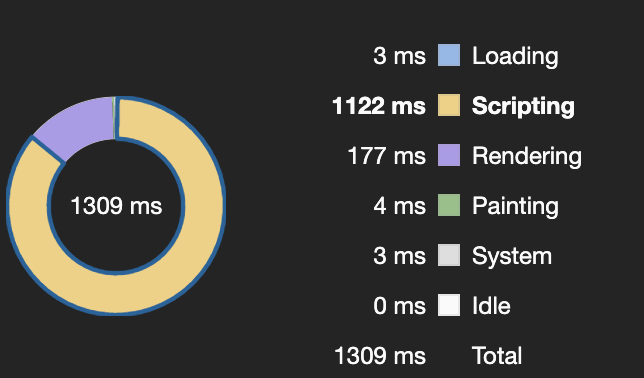 3 ms Loading
1122 ms Scripting
177 ms Rendering
1309 ms
4 ms Painting
3 ms System
0 ms Idle
1309 ms Total